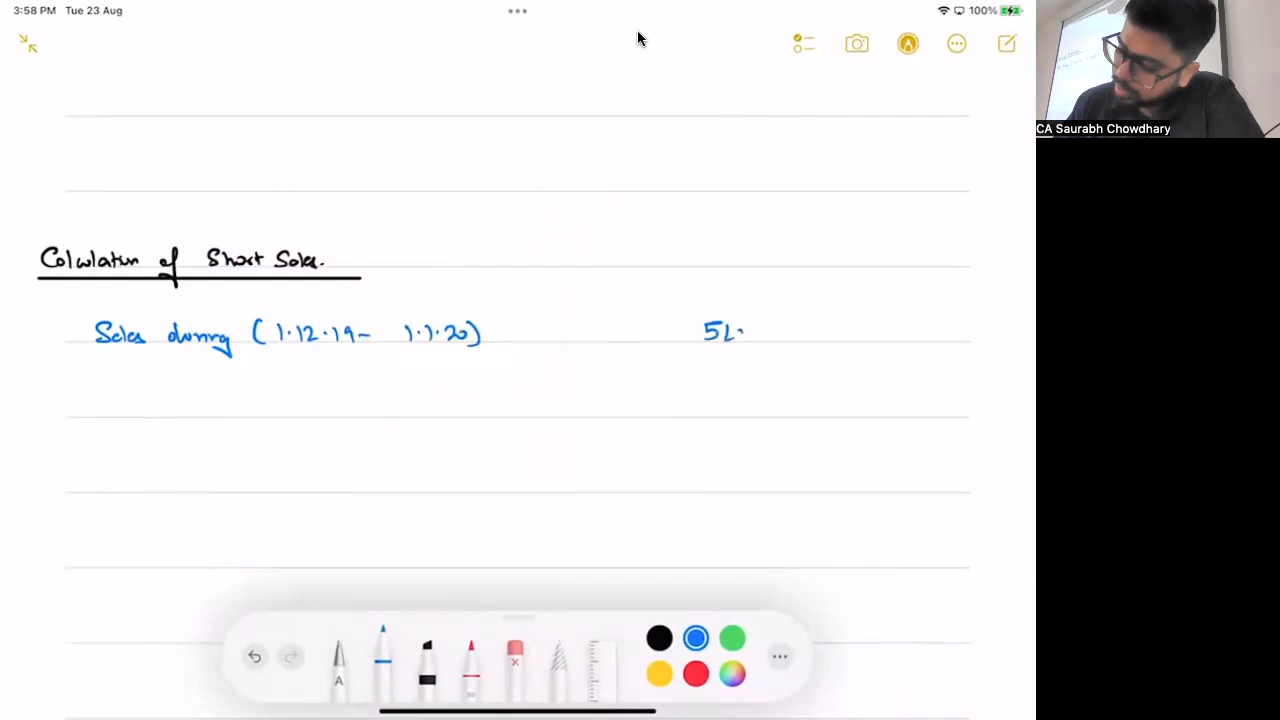 3:58 PM Tue 23 Aug
100%
CA Saurabh Chowdhary
Calculation of Short Sales.
Sales during (1.12.19 - 1.1.20) 5L.
A